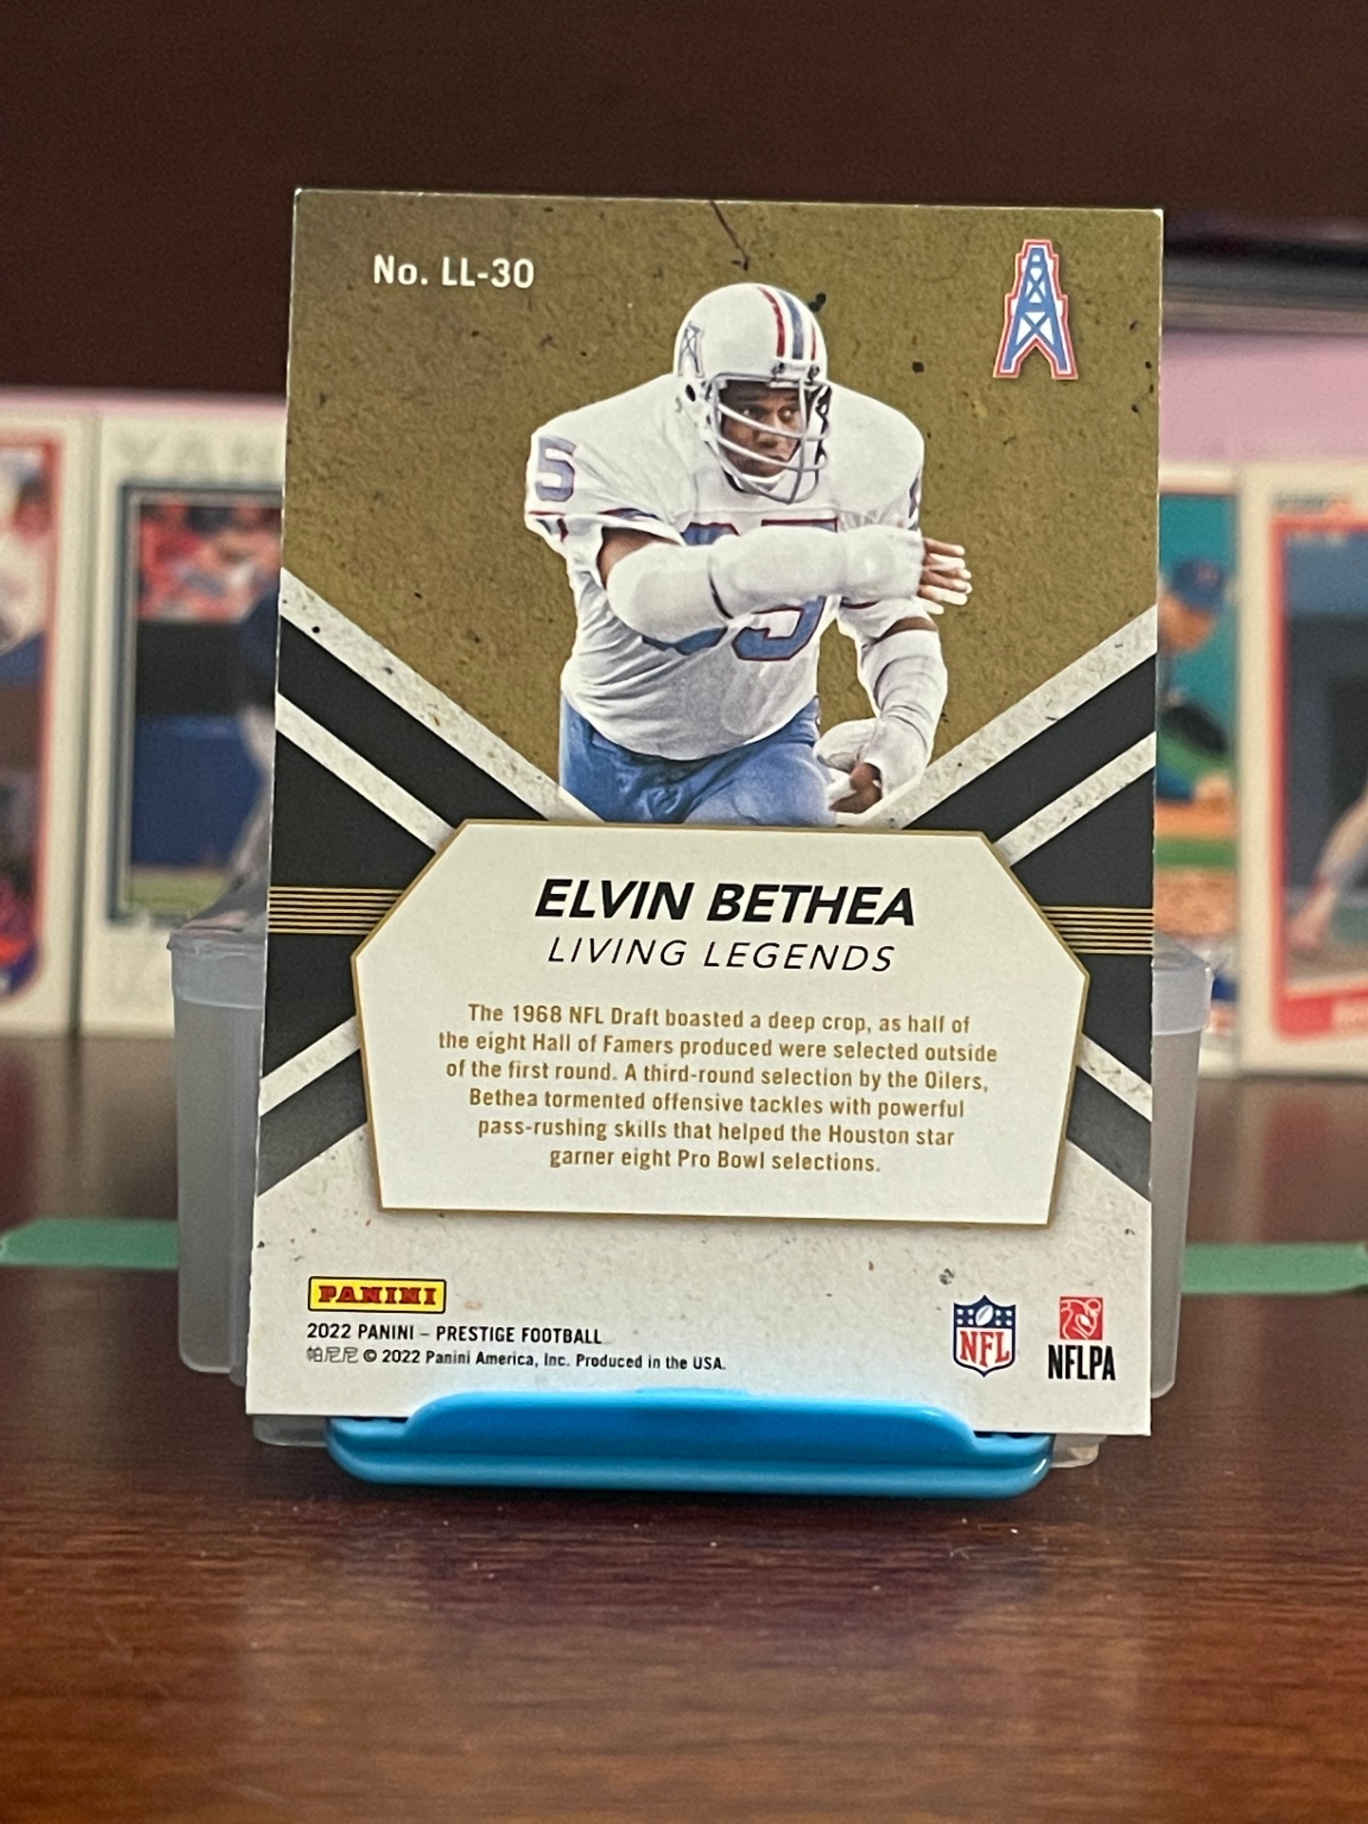 No. LL-30
5
65
ELVIN BETHEA
LIVING LEGENDS
The 1968 NFL Draft boasted a deep crop, as half of
the eight Hall of Famers produced were selected outside
of the first round. A third-round selection by the Oilers,
Bethea tormented offensive tackles with powerful
pass-rushing skills that helped the Houston star
garner eight Pro Bowl selections.
PANINI
2022 PANINI – PRESTIGE FOOTBALL
帕尼尼 © 2022 Panini America, Inc. Produced in the USA.
NFL
NFLPA